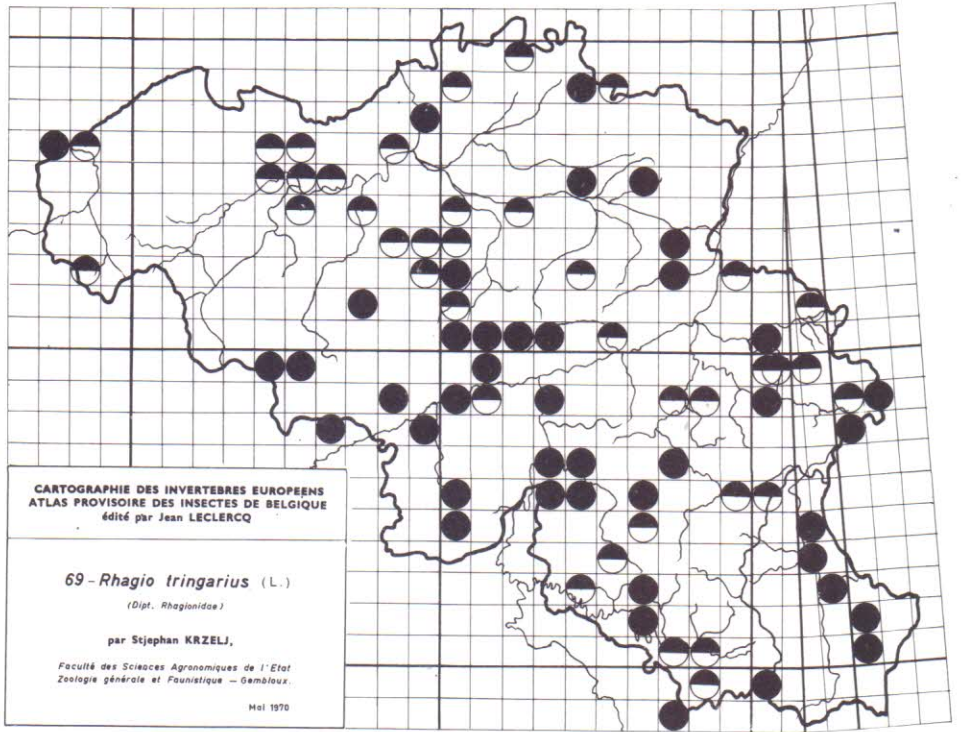 CARTOGRAPHIE DES INVERTEBRES EUROPEENS
ATLAS PROVISOIRE DES INSECTES DE BELGIQUE
édité par Jean LECLERCQ
69 – Rhagio tringarius (L.)
(Dipt. Rhagionidae)
par Stjephan KRZELJ,
Faculté des Sciences Agronomiques de l'Etat
Zoologie générale et Faunistique — Gembloux.
Mai 1970